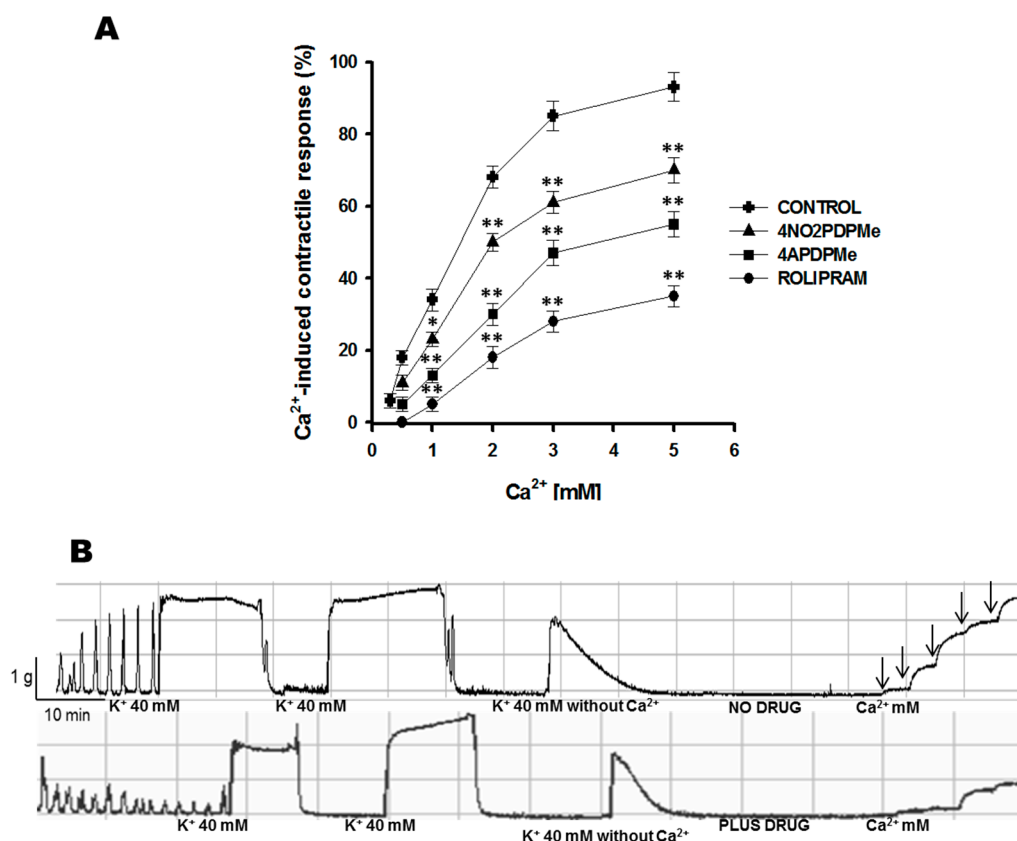 A
Ca²⁺-induced contractile response (%)
100
80
60
40
20
0
** ** ** ** * ** ** ** ** ** ** **
0 1 2 3 4 5 6
Ca²⁺ [mM]
CONTROL
4NO2PDPMe
4APDPMe
ROLIPRAM
B
1 g
K⁺ 40 mM K⁺ 40 mM K⁺ 40 mM without Ca²⁺ NO DRUG Ca²⁺ mM
10 min
K⁺ 40 mM K⁺ 40 mM K⁺ 40 mM without Ca²⁺ PLUS DRUG Ca²⁺ mM